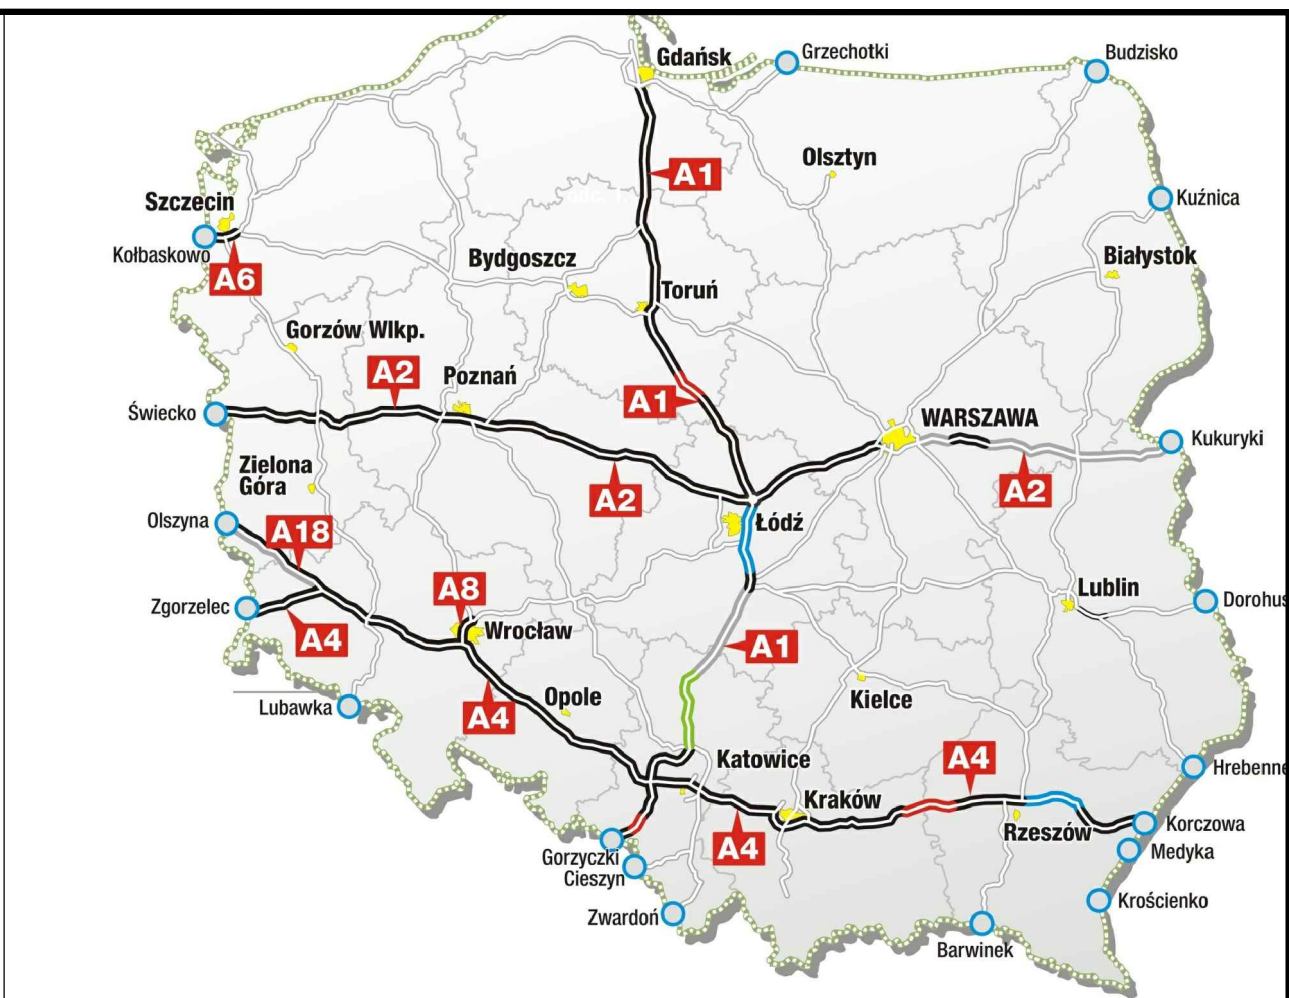 Gdańsk
Grzechotki
Budzisko
Olsztyn
A1
Kuźnica
Szczecin
Kołbaskowo
A6
Bydgoszcz
Toruń
Białystok
Gorzów Wlkp.
A2
Poznań
A1
Świecko
WARSZAWA
Kukuryki
Zielona
Góra
A2
A2
Olszyna
A18
Łódź
Zgorzelec
A8
Lublin
Dorohus
A4
Wrocław
A1
Lubawka
A4
Opole
Kielce
Katowice
A4
Hrebenne
Kraków
Rzeszów
Korczowa
A4
Medyka
Gorzyczki
Cieszyn
Krościenko
Zwardoń
Barwinek